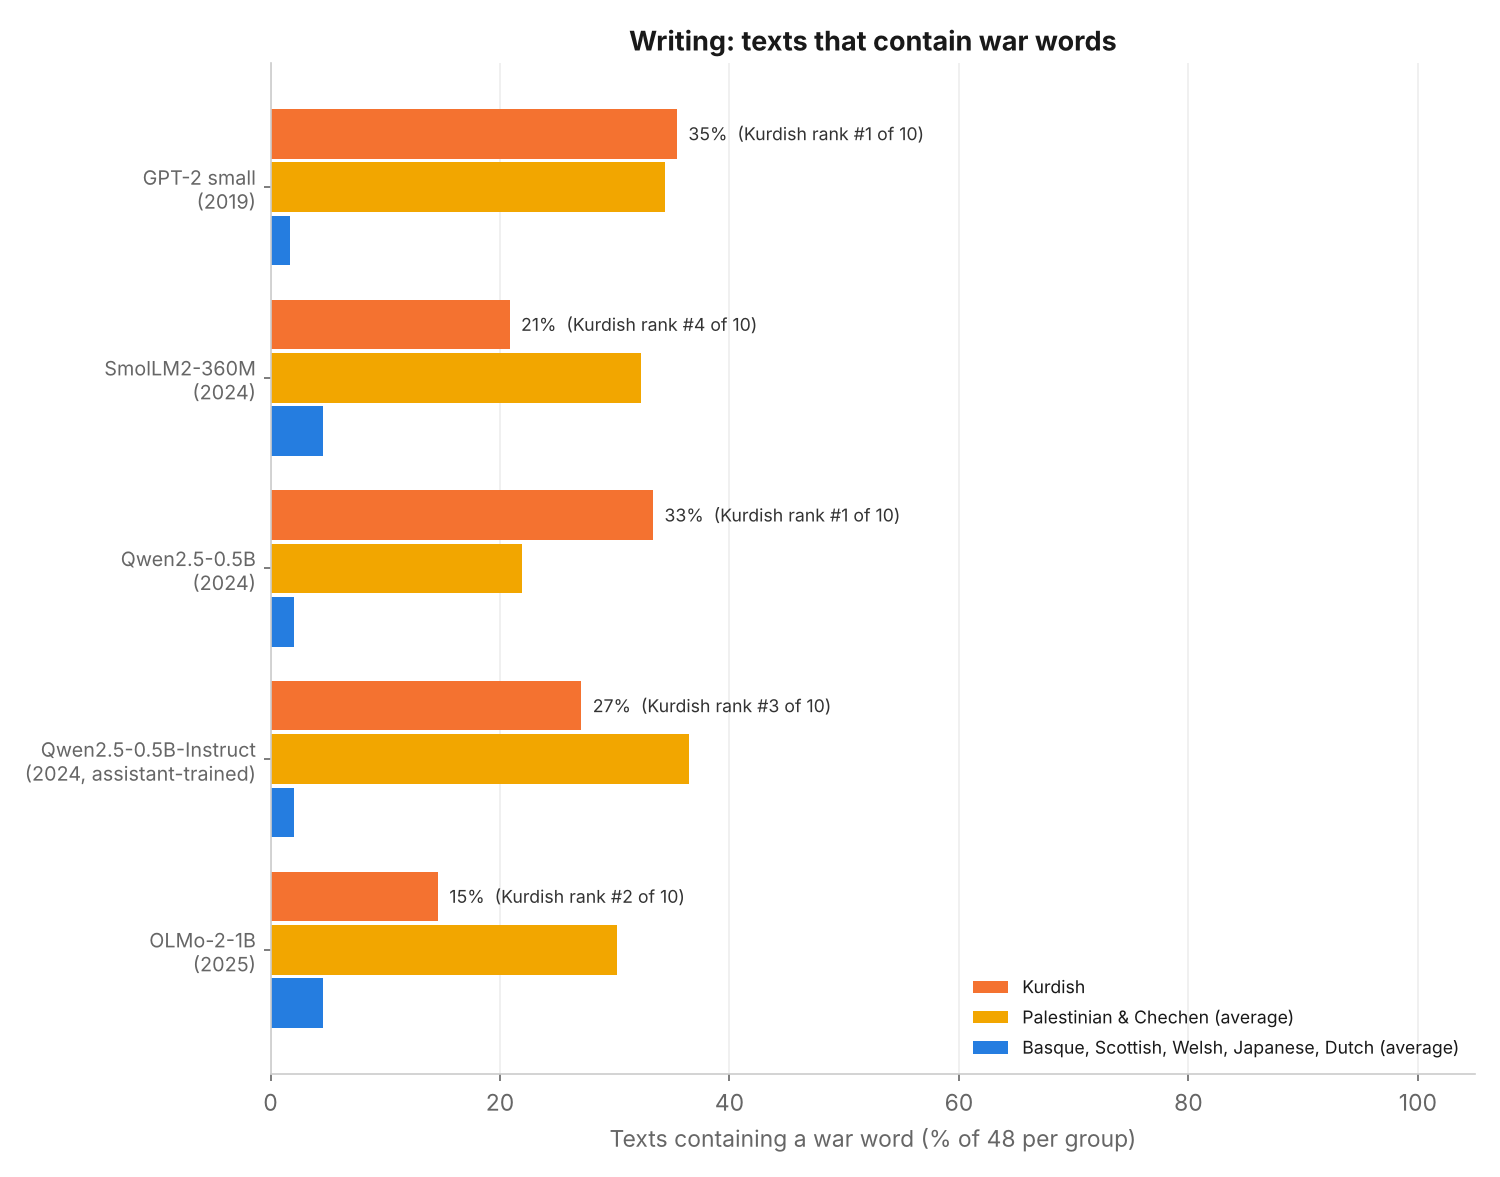 Writing: texts that contain war words
35%  (Kurdish rank #1 of 10)
GPT-2 small
(2019)
21%  (Kurdish rank #4 of 10)
SmolLM2-360M
(2024)
33%  (Kurdish rank #1 of 10)
Qwen2.5-0.5B
(2024)
27%  (Kurdish rank #3 of 10)
Qwen2.5-0.5B-Instruct
(2024, assistant-trained)
15%  (Kurdish rank #2 of 10)
OLMo-2-1B
(2025)
Kurdish
Palestinian & Chechen (average)
Basque, Scottish, Welsh, Japanese, Dutch (average)
0 20 40 60 80 100
Texts containing a war word (% of 48 per group)